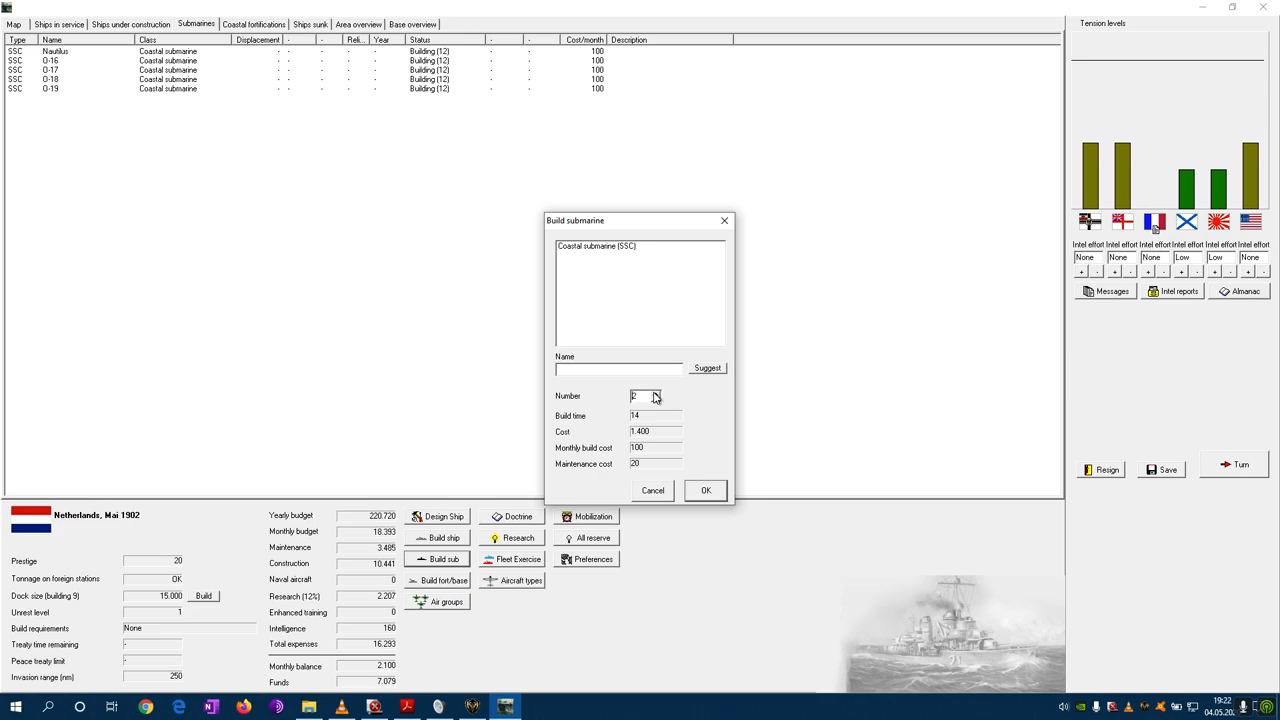 Map Ships in service Ships under construction Submarines Coastal fortifications Ships sunk Area overview Base overview
Type Name Class Displacement - - Reli... Year Status - - Cost/month Description
SSC Nautilus Coastal submarine - - - - Building (12) - - 100
SSC O-16 Coastal submarine - - - - Building (12) - - 100
SSC O-17 Coastal submarine - - - - Building (12) - - 100
SSC O-18 Coastal submarine - - - - Building (12) - - 100
SSC O-19 Coastal submarine - - - - Building (12) - - 100
Tension levels
Intel effort Intel effort Intel effort Intel effort Intel effort Intel effort
None None None Low Low None
+ - + - + - + - + - + -
Messages Intel reports Almanac
Resign Save Turn
Build submarine
Coastal submarine (SSC)
Name
Suggest
Number 2
Build time 14
Cost 1.400
Monthly build cost 100
Maintenance cost 20
Cancel OK
Netherlands, Mai 1902
Prestige 20
Tonnage on foreign stations OK
Dock size (building 9) 15.000 Build
Unrest level 1
Build requirements None
Treaty time remaining -
Peace treaty limit -
Invasion range (nm) 250
Yearly budget 220.720
Monthly budget 18.393
Maintenance 3.485
Construction 10.441
Naval aircraft 0
Research (12%) 2.207
Enhanced training 0
Intelligence 160
Total expenses 16.293
Monthly balance 2.100
Funds 7.079
Design Ship Doctrine Mobilization
Build ship Research All reserve
Build sub Fleet Exercise Preferences
Build fort/base Aircraft types
Air groups
19:22
04.05.20